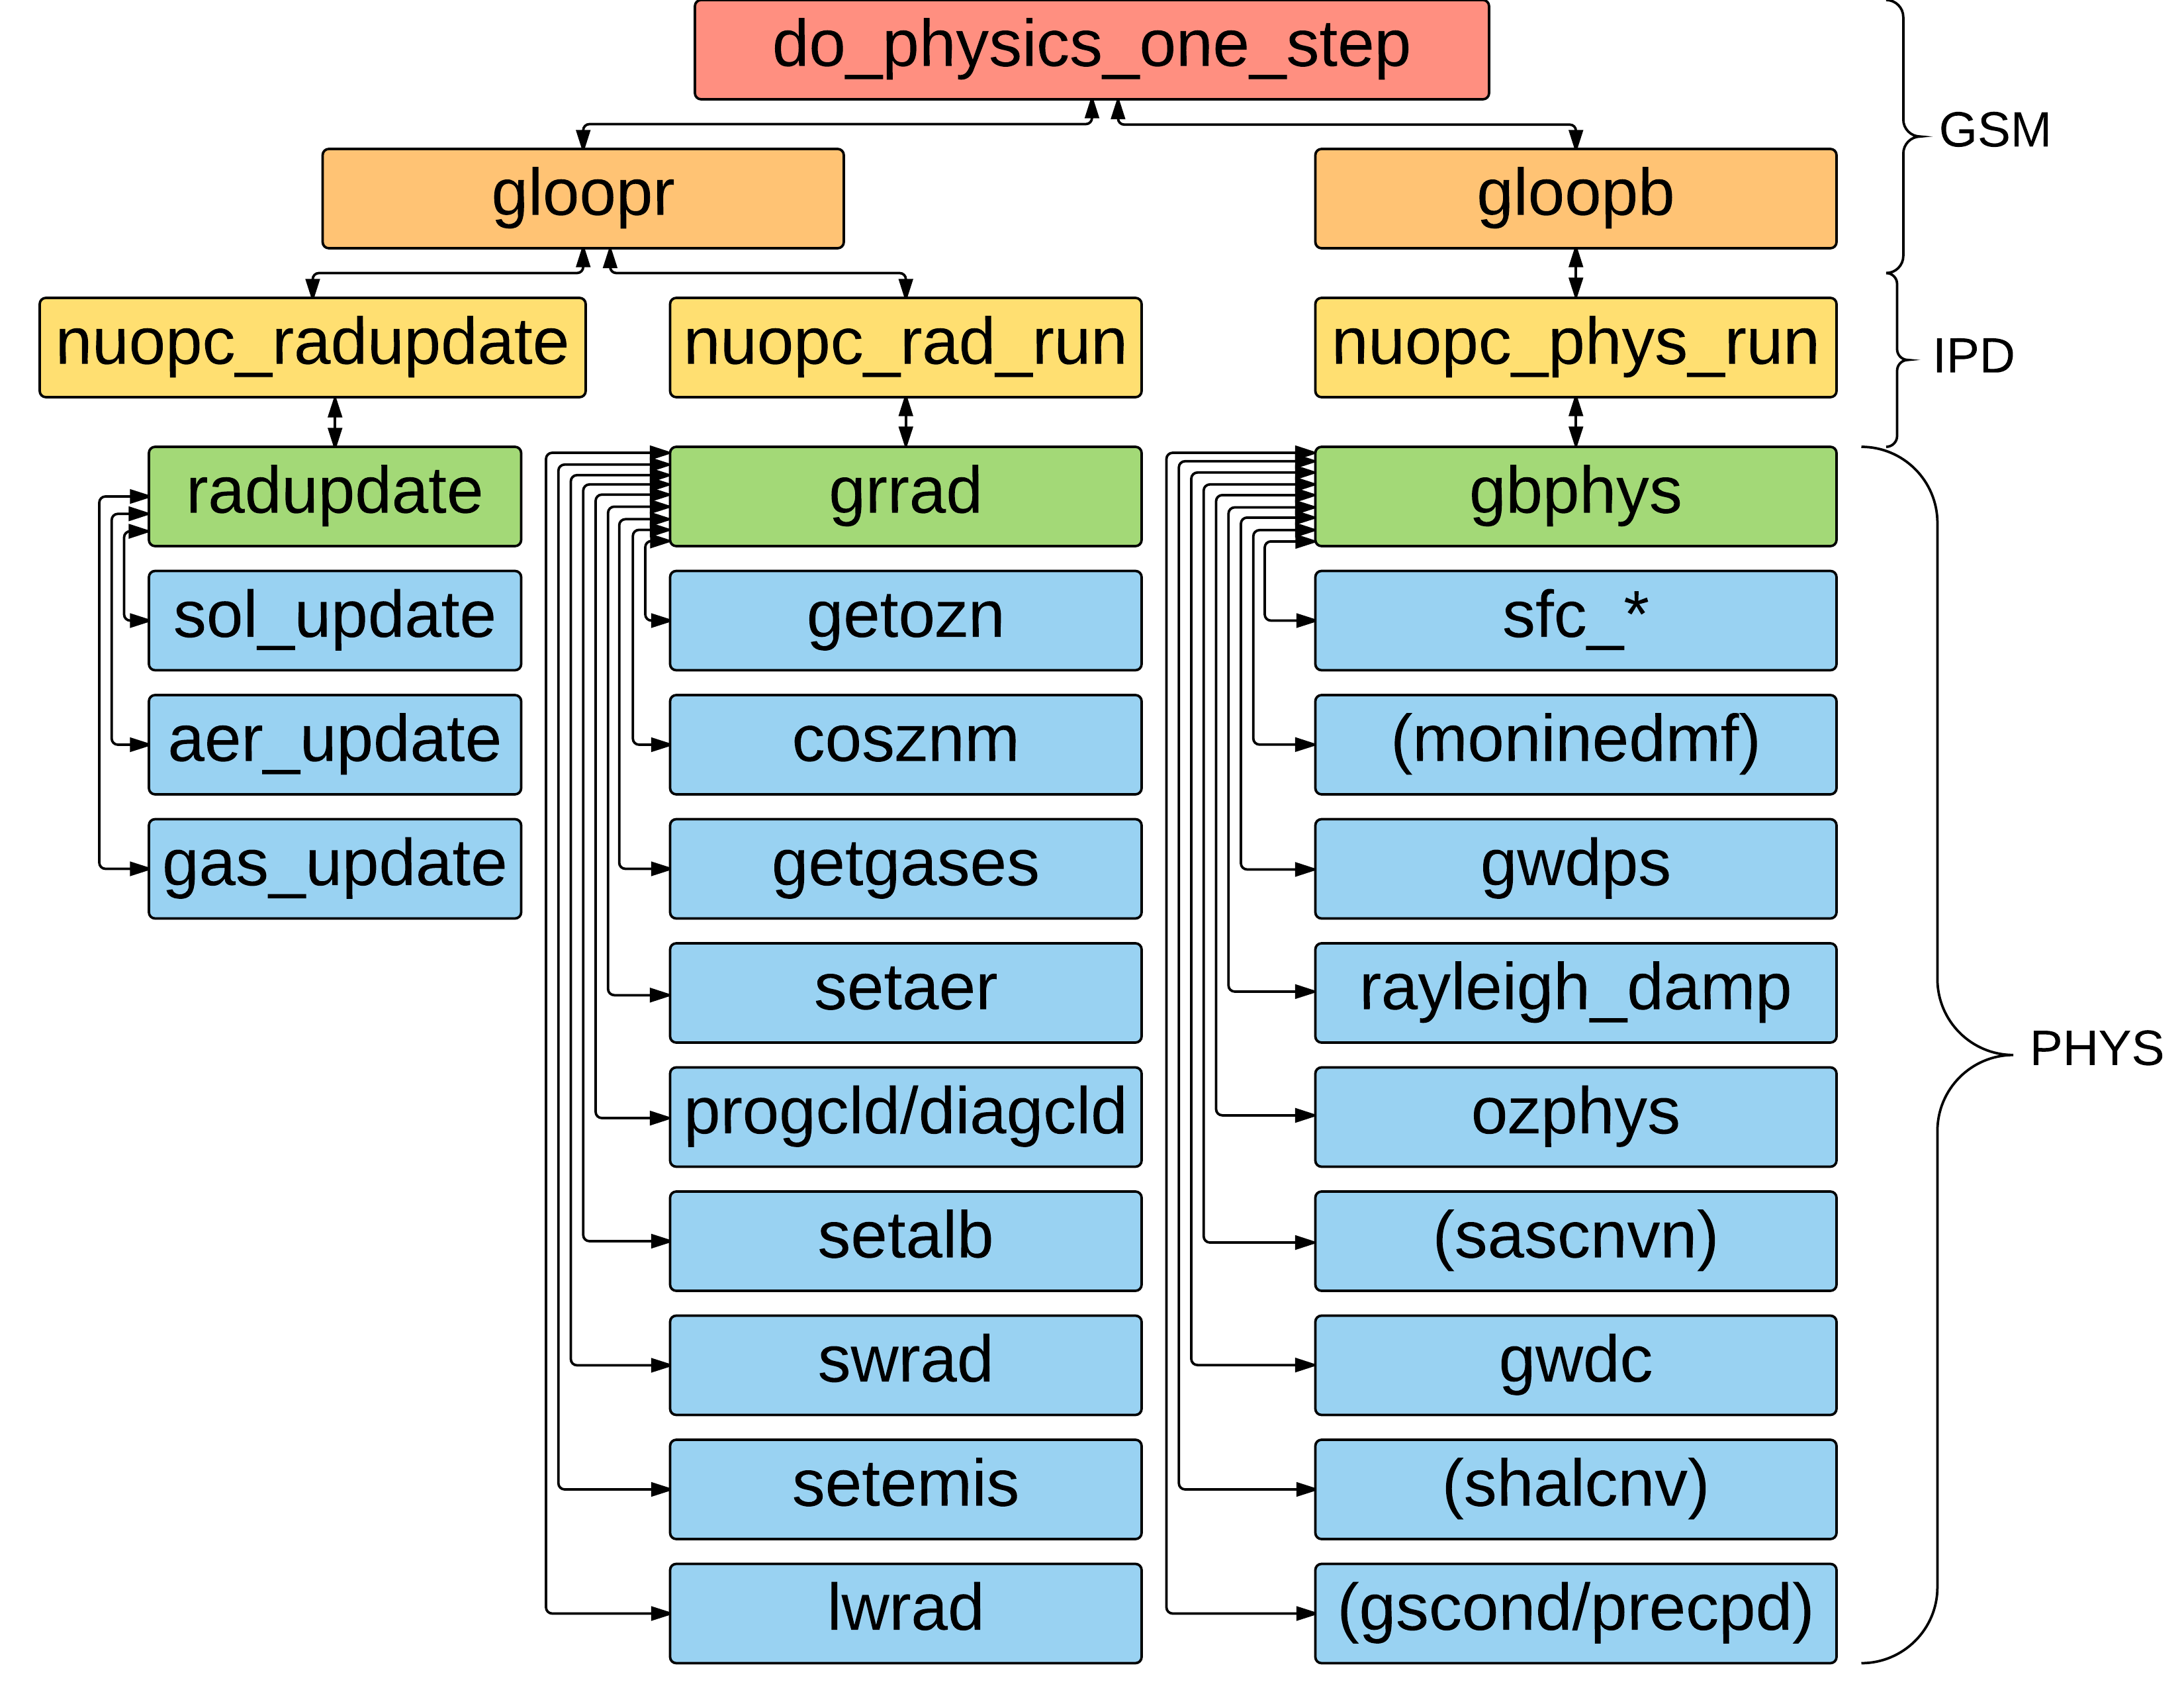 do_physics_one_step
GSM
gloopr
gloopb
nuopc_radupdate
nuopc_rad_run
nuopc_phys_run
IPD
radupdate
grrad
gbphys
sol_update
getozn
sfc_*
aer_update
cosznm
(moninedmf)
gas_update
getgases
gwdps
setaer
rayleigh_damp
PHYS
progcld/diagcld
ozphys
setalb
(sascnvn)
swrad
gwdc
setemis
(shalcnv)
lwrad
(gscond/precpd)